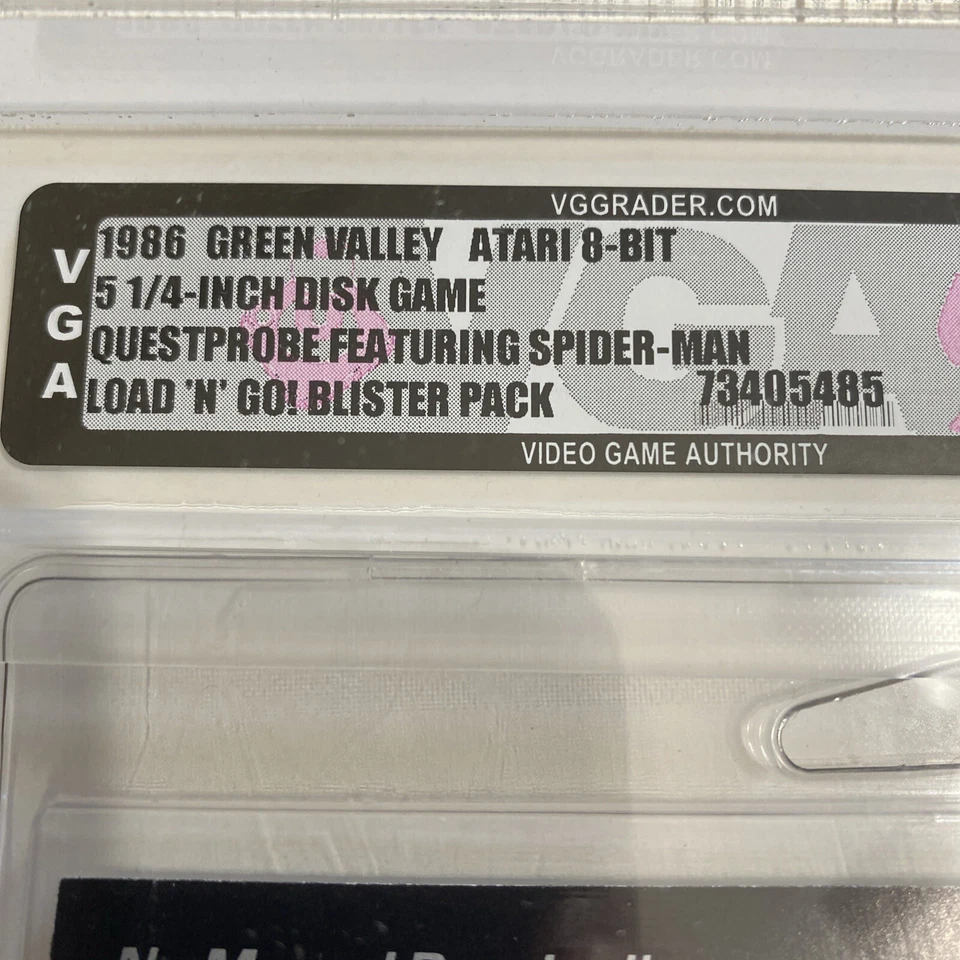 VGGRADER.COM
VGA
1986 GREEN VALLEY ATARI 8-BIT
5 1/4-INCH DISK GAME
QUESTPROBE FEATURING SPIDER-MAN
LOAD 'N' GO! BLISTER PACK
73405485
VIDEO GAME AUTHORITY